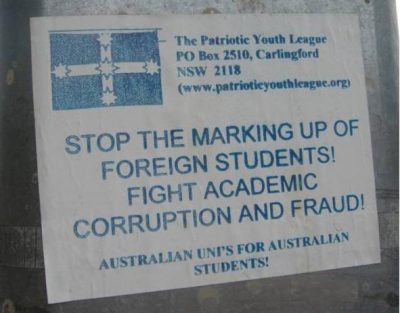 The Patriotic Youth League
PO Box 2510, Carlingford
NSW 2118
(www.patrioticyouthleague.org)
STOP THE MARKING UP OF
FOREIGN STUDENTS!
FIGHT ACADEMIC
CORRUPTION AND FRAUD!
AUSTRALIAN UNI'S FOR AUSTRALIAN
STUDENTS!